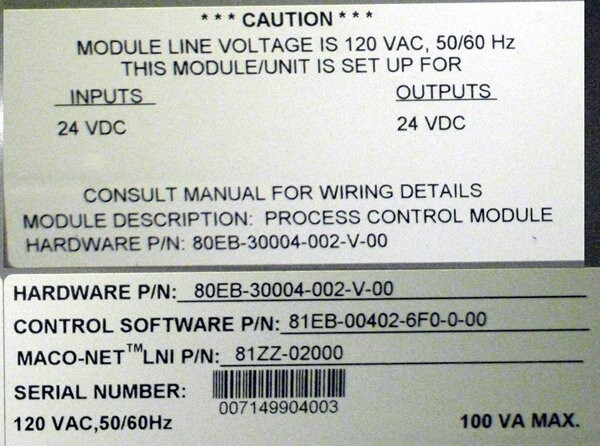 * * * CAUTION * * *
MODULE LINE VOLTAGE IS 120 VAC, 50/60 Hz
THIS MODULE/UNIT IS SET UP FOR
INPUTS OUTPUTS
24 VDC 24 VDC
CONSULT MANUAL FOR WIRING DETAILS
MODULE DESCRIPTION: PROCESS CONTROL MODULE
HARDWARE P/N: 80EB-30004-002-V-00
HARDWARE P/N: 80EB-30004-002-V-00
CONTROL SOFTWARE P/N: 81EB-00402-6F0-0-00
MACO-NET™LNI P/N: 81ZZ-02000
SERIAL NUMBER:
007149904003
120 VAC,50/60Hz 100 VA MAX.